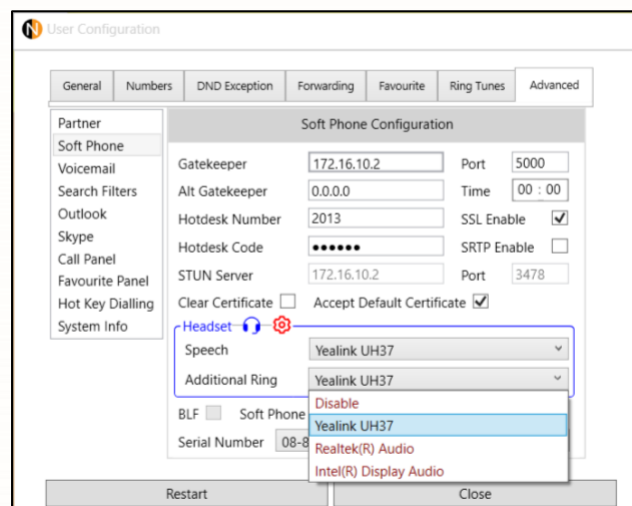 User Configuration
General Numbers DND Exception Forwarding Favourite Ring Tunes Advanced
Partner
Soft Phone
Voicemail
Search Filters
Outlook
Skype
Call Panel
Favourite Panel
Hot Key Dialling
System Info
Soft Phone Configuration
Gatekeeper 172.16.10.2 Port 5000
Alt Gatekeeper 0.0.0.0 Time 00 : 00
Hotdesk Number 2013 SSL Enable
Hotdesk Code ●●●●●● SRTP Enable
STUN Server 172.16.10.2 Port 3478
Clear Certificate Accept Default Certificate
Headset
Speech Yealink UH37
Additional Ring Yealink UH37
Disable
Yealink UH37
Realtek(R) Audio
Intel(R) Display Audio
BLF Soft Phone
Serial Number 08-8
Restart Close